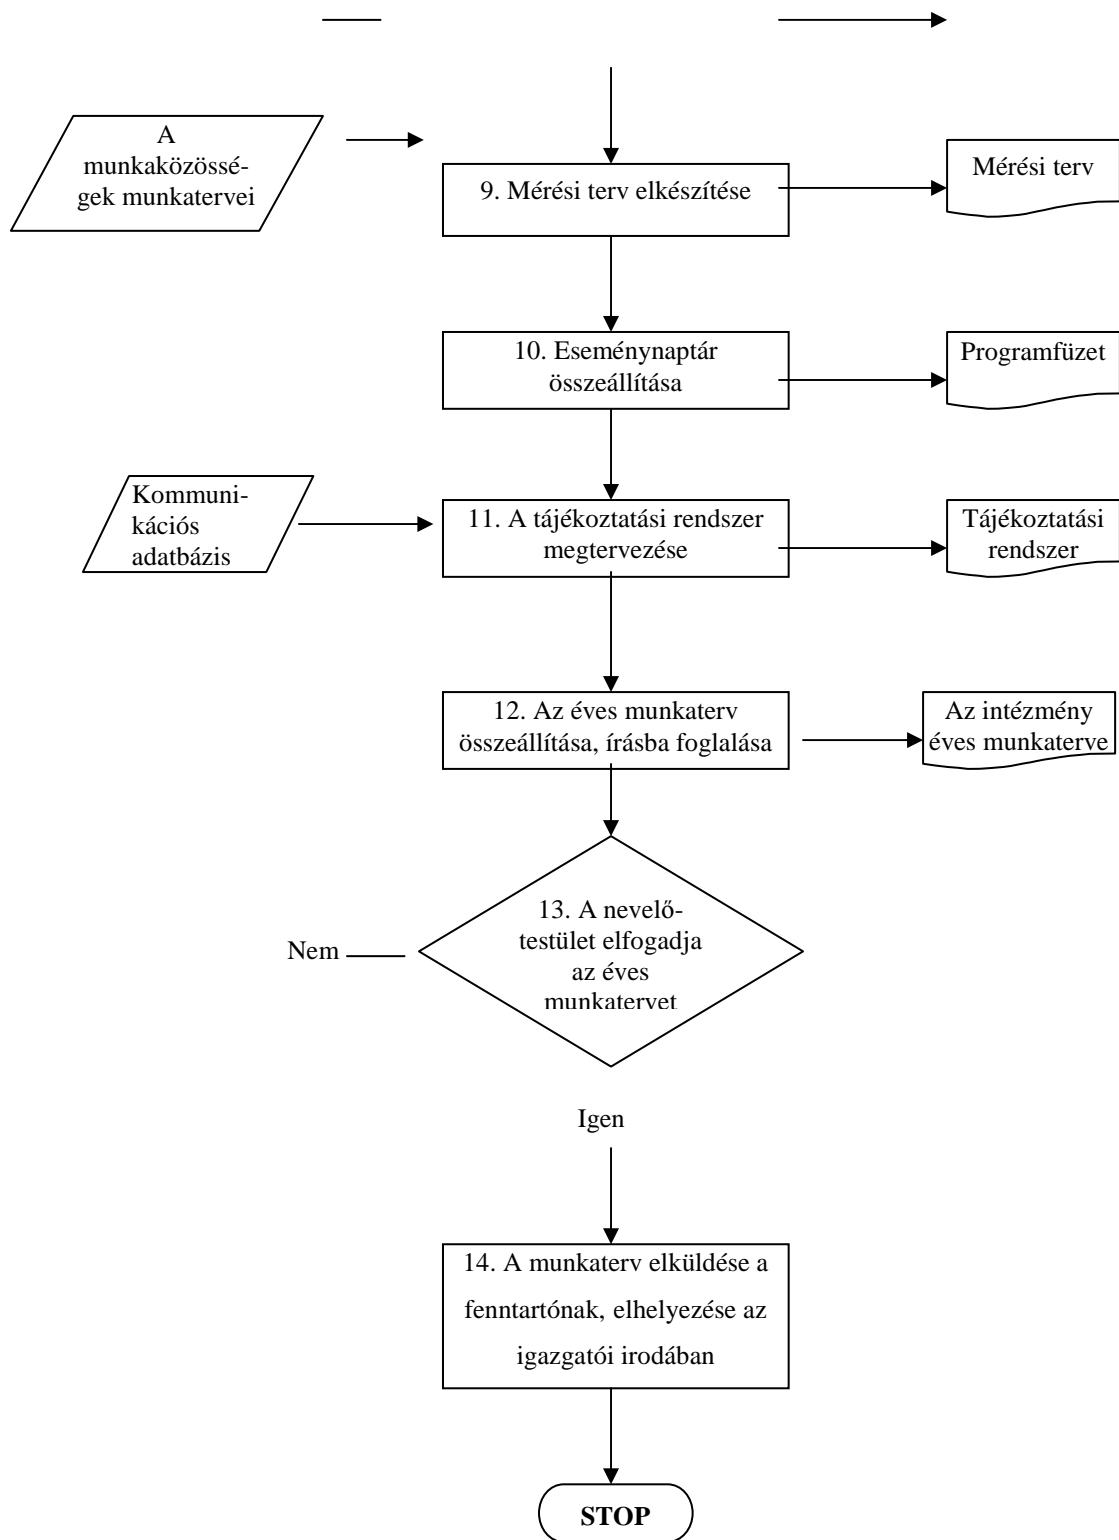 A
munkaközössé-
gek munkatervei
9. Mérési terv elkészítése
Mérési terv
10. Eseménynaptár
összeállítása
Programfüzet
Kommuni-
kációs
adatbázis
11. A tájékoztatási rendszer
megtervezése
Tájékoztatási
rendszer
12. Az éves munkaterv
összeállítása, írásba foglalása
Az intézmény
éves munkaterve
13. A nevelő-
testület elfogadja
az éves
munkatervet
Nem
Igen
14. A munkaterv elküldése a
fenntartónak, elhelyezése az
igazgatói irodában
STOP